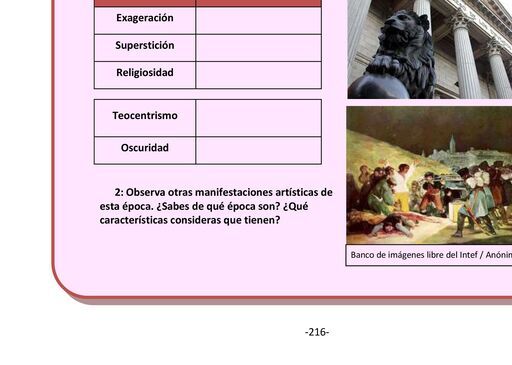 Exageración
Superstición
Religiosidad
Teocentrismo
Oscuridad
2: Observa otras manifestaciones artísticas de
esta época. ¿Sabes de qué época son? ¿Qué
características consideras que tienen?
Banco de imágenes libre del Intef / Anónim
-216-